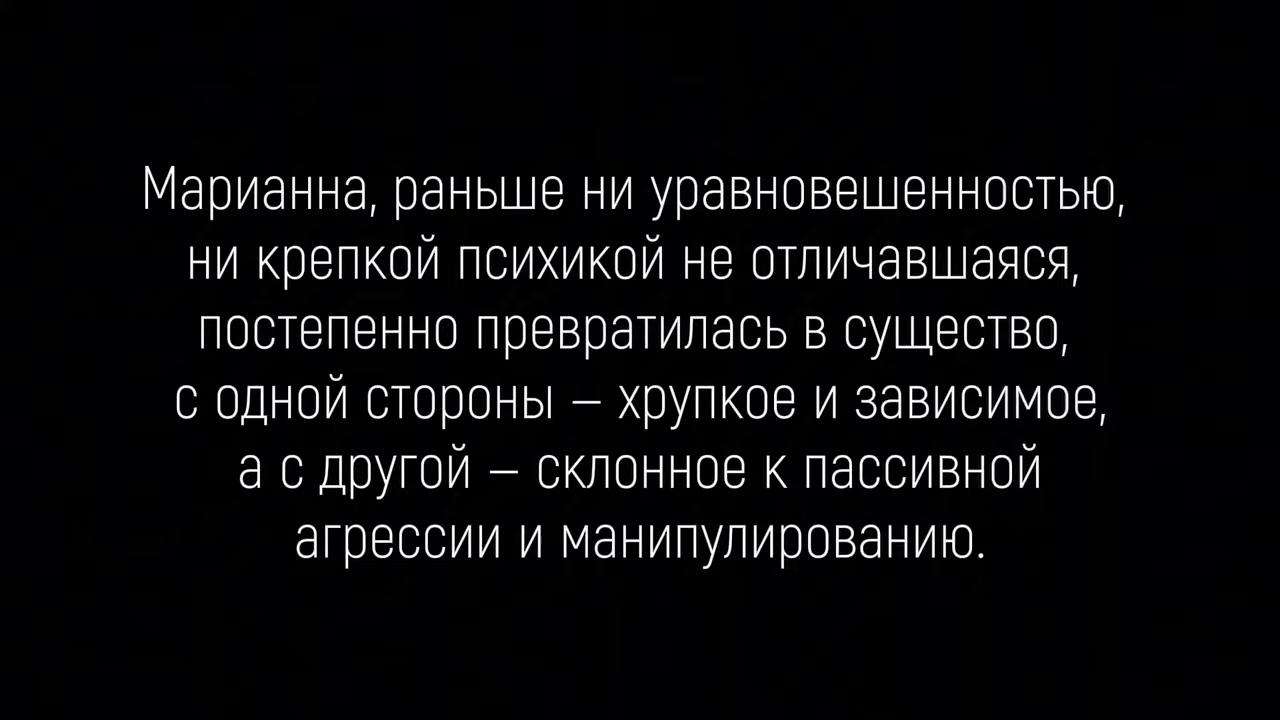 Марианна, раньше ни уравновешенностью,
ни крепкой психикой не отличавшаяся,
постепенно превратилась в существо,
с одной стороны – хрупкое и зависимое,
а с другой – склонное к пассивной
агрессии и манипулированию.